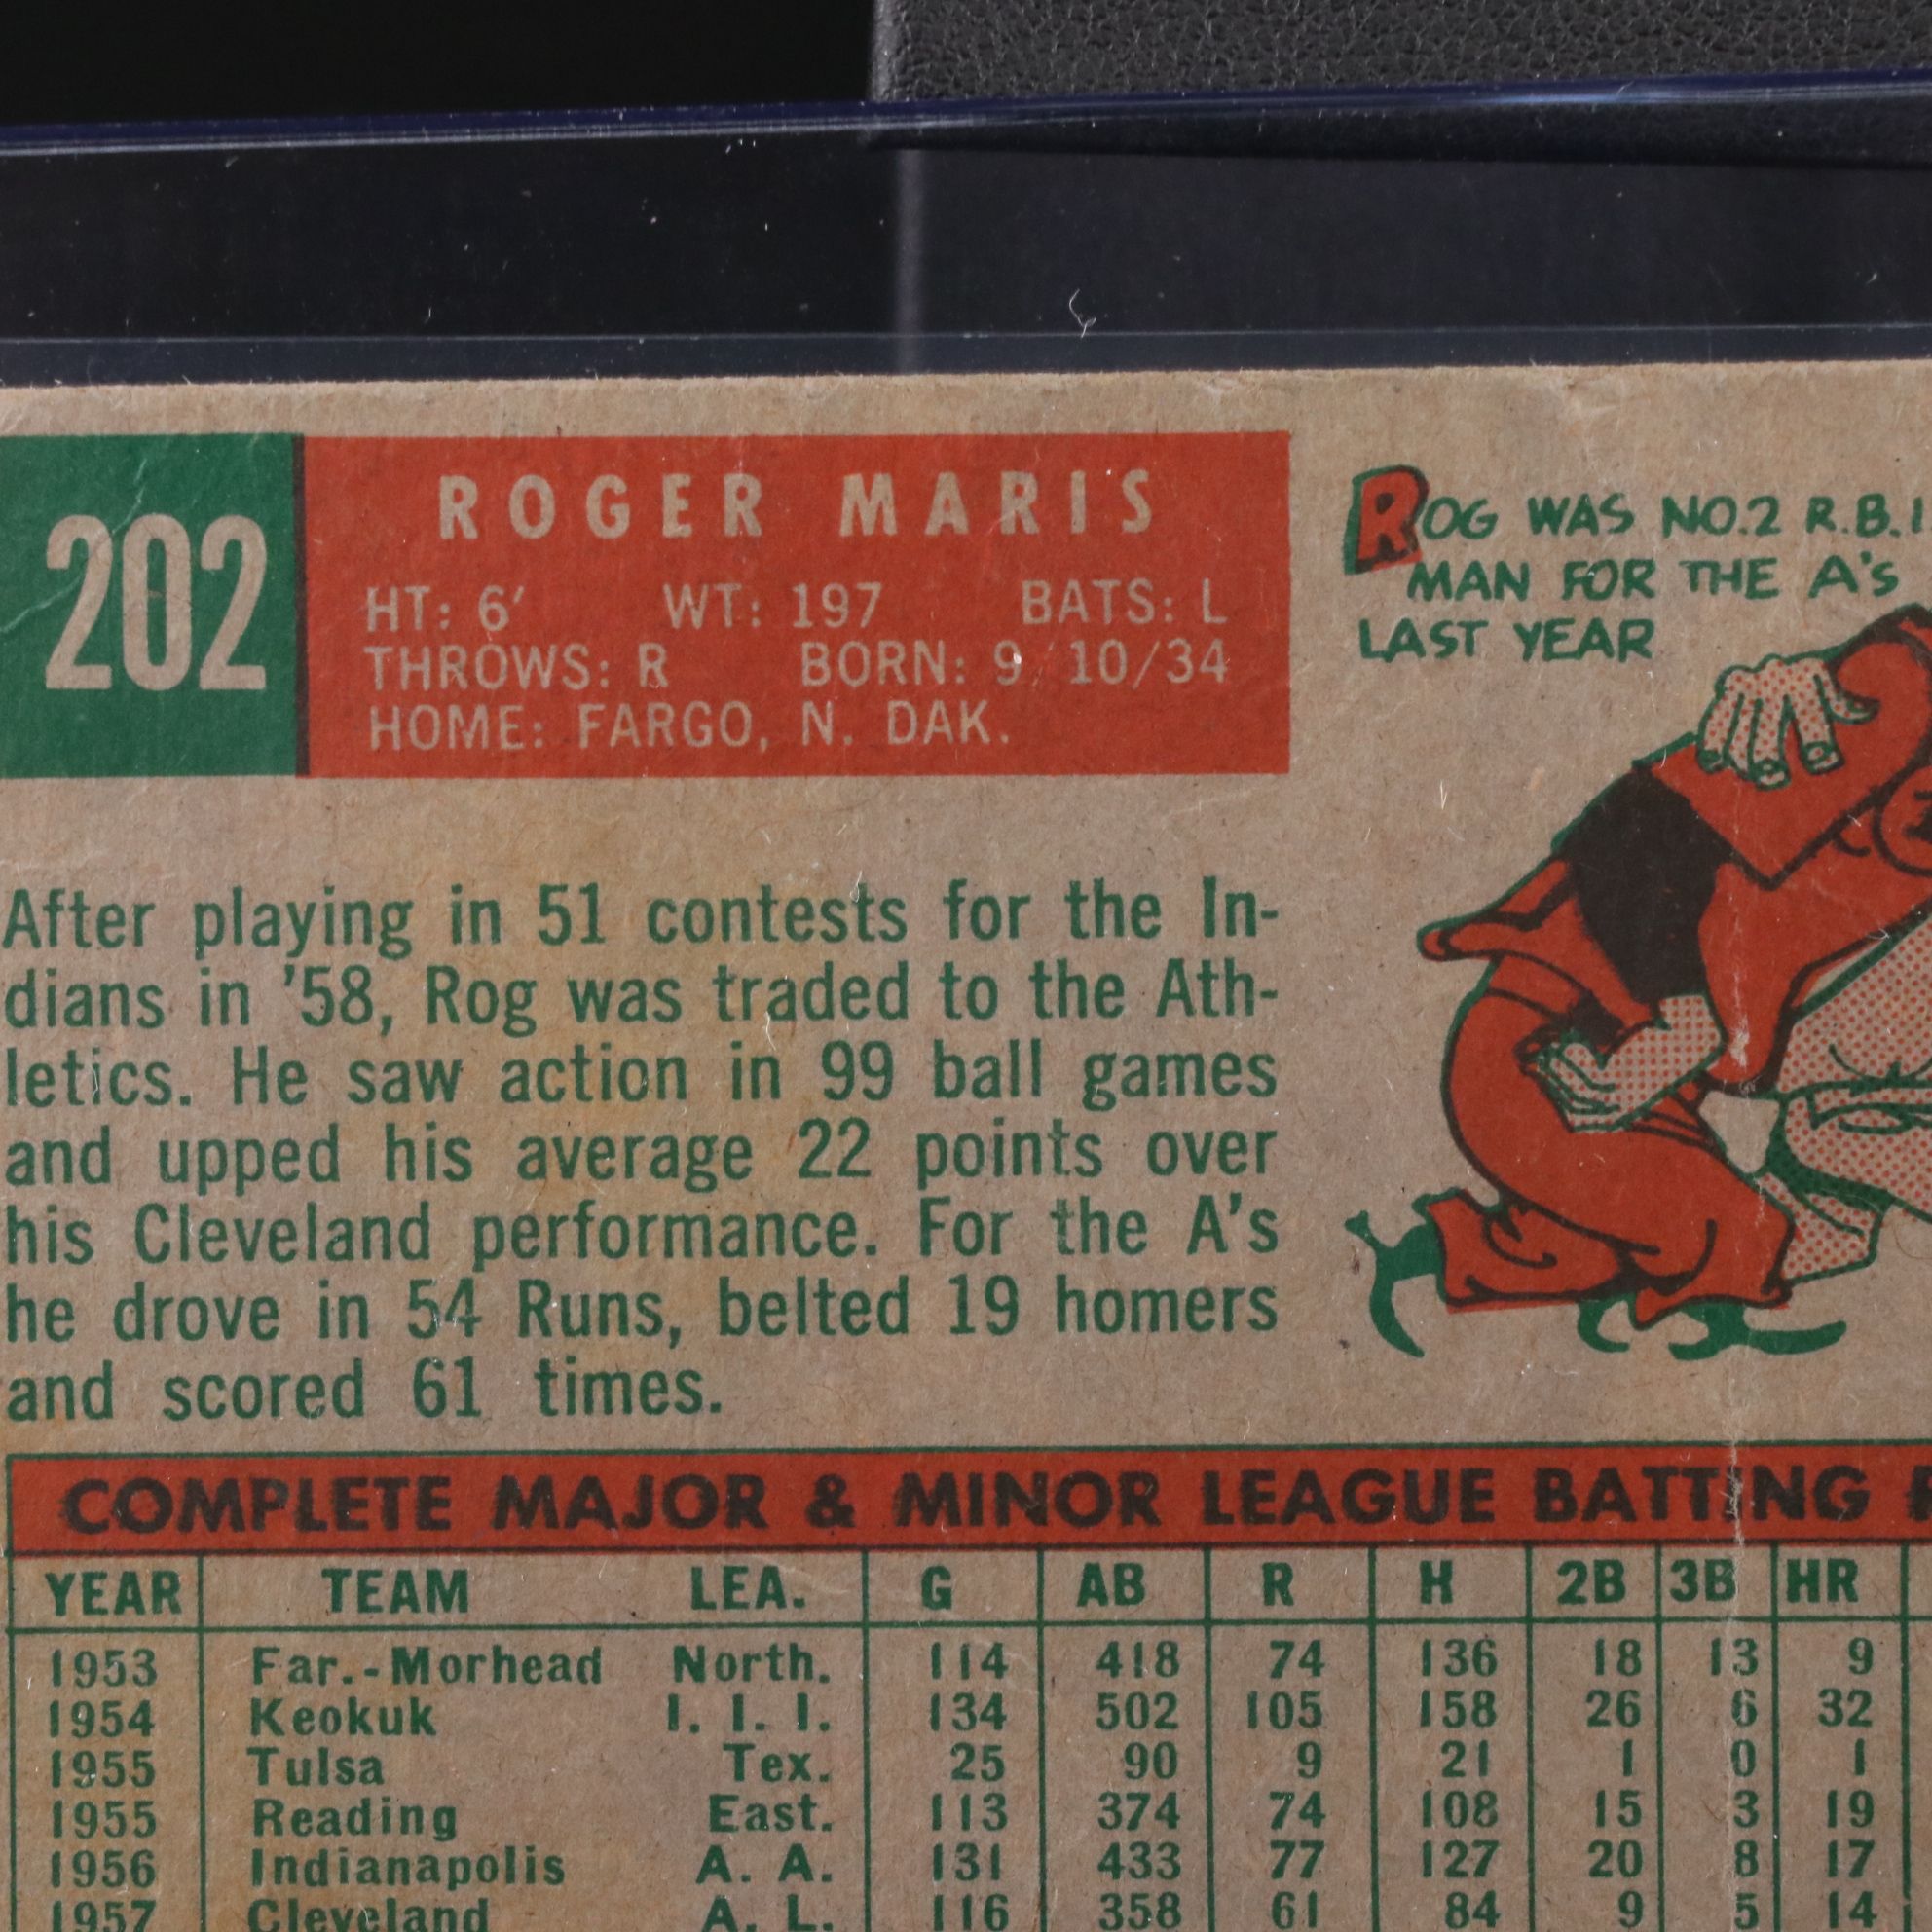 202
ROGER MARIS
HT: 6' WT: 197 BATS: L
THROWS: R BORN: 9/10/34
HOME: FARGO, N. DAK.
ROG WAS NO.2 R.B.I
MAN FOR THE A'S
LAST YEAR
After playing in 51 contests for the In-
dians in '58, Rog was traded to the Ath-
letics. He saw action in 99 ball games
and upped his average 22 points over
his Cleveland performance. For the A's
he drove in 54 Runs, belted 19 homers
and scored 61 times.
COMPLETE MAJOR & MINOR LEAGUE BATTING
YEAR TEAM LEA. G AB R H 2B 3B HR
1953 Far.-Morhead North. 114 418 74 136 18 13 9
1954 Keokuk I. I. I. 134 502 105 158 26 6 32
1955 Tulsa Tex. 25 90 9 21 1 0 1
1955 Reading East. 113 374 74 108 15 3 19
1956 Indianapolis A. A. 131 433 77 127 20 8 17
1957 Cleveland A. L. 116 358 61 84 9 5 14